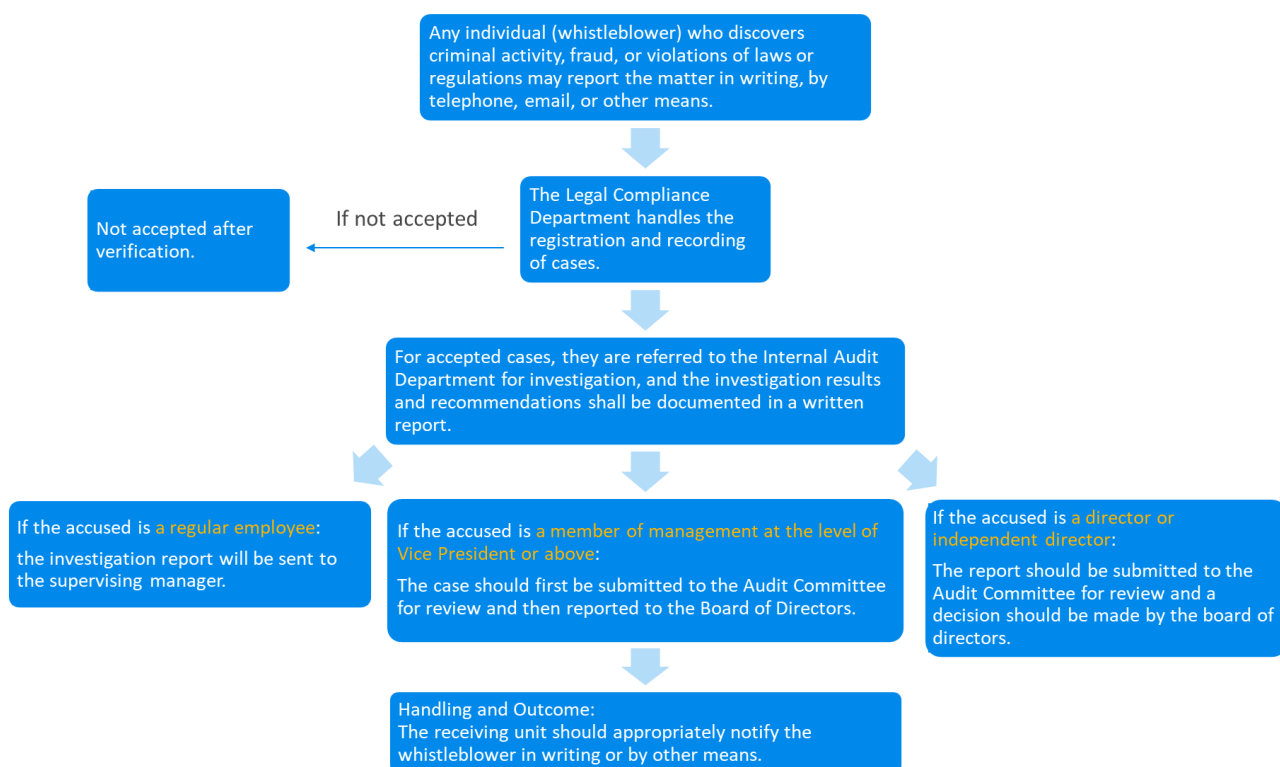 Any individual (whistleblower) who discovers
criminal activity, fraud, or violations of laws or
regulations may report the matter in writing, by
telephone, email, or other means.
The Legal Compliance
Department handles the
registration and recording
of cases.
If not accepted
Not accepted after
verification.
For accepted cases, they are referred to the Internal Audit
Department for investigation, and the investigation results
and recommendations shall be documented in a written
report.
If the accused is a regular employee:
the investigation report will be sent to
the supervising manager.
If the accused is a member of management at the level of
Vice President or above:
The case should first be submitted to the Audit Committee
for review and then reported to the Board of Directors.
If the accused is a director or
independent director:
The report should be submitted to the
Audit Committee for review and a
decision should be made by the board of
directors.
Handling and Outcome:
The receiving unit should appropriately notify the
whistleblower in writing or by other means.